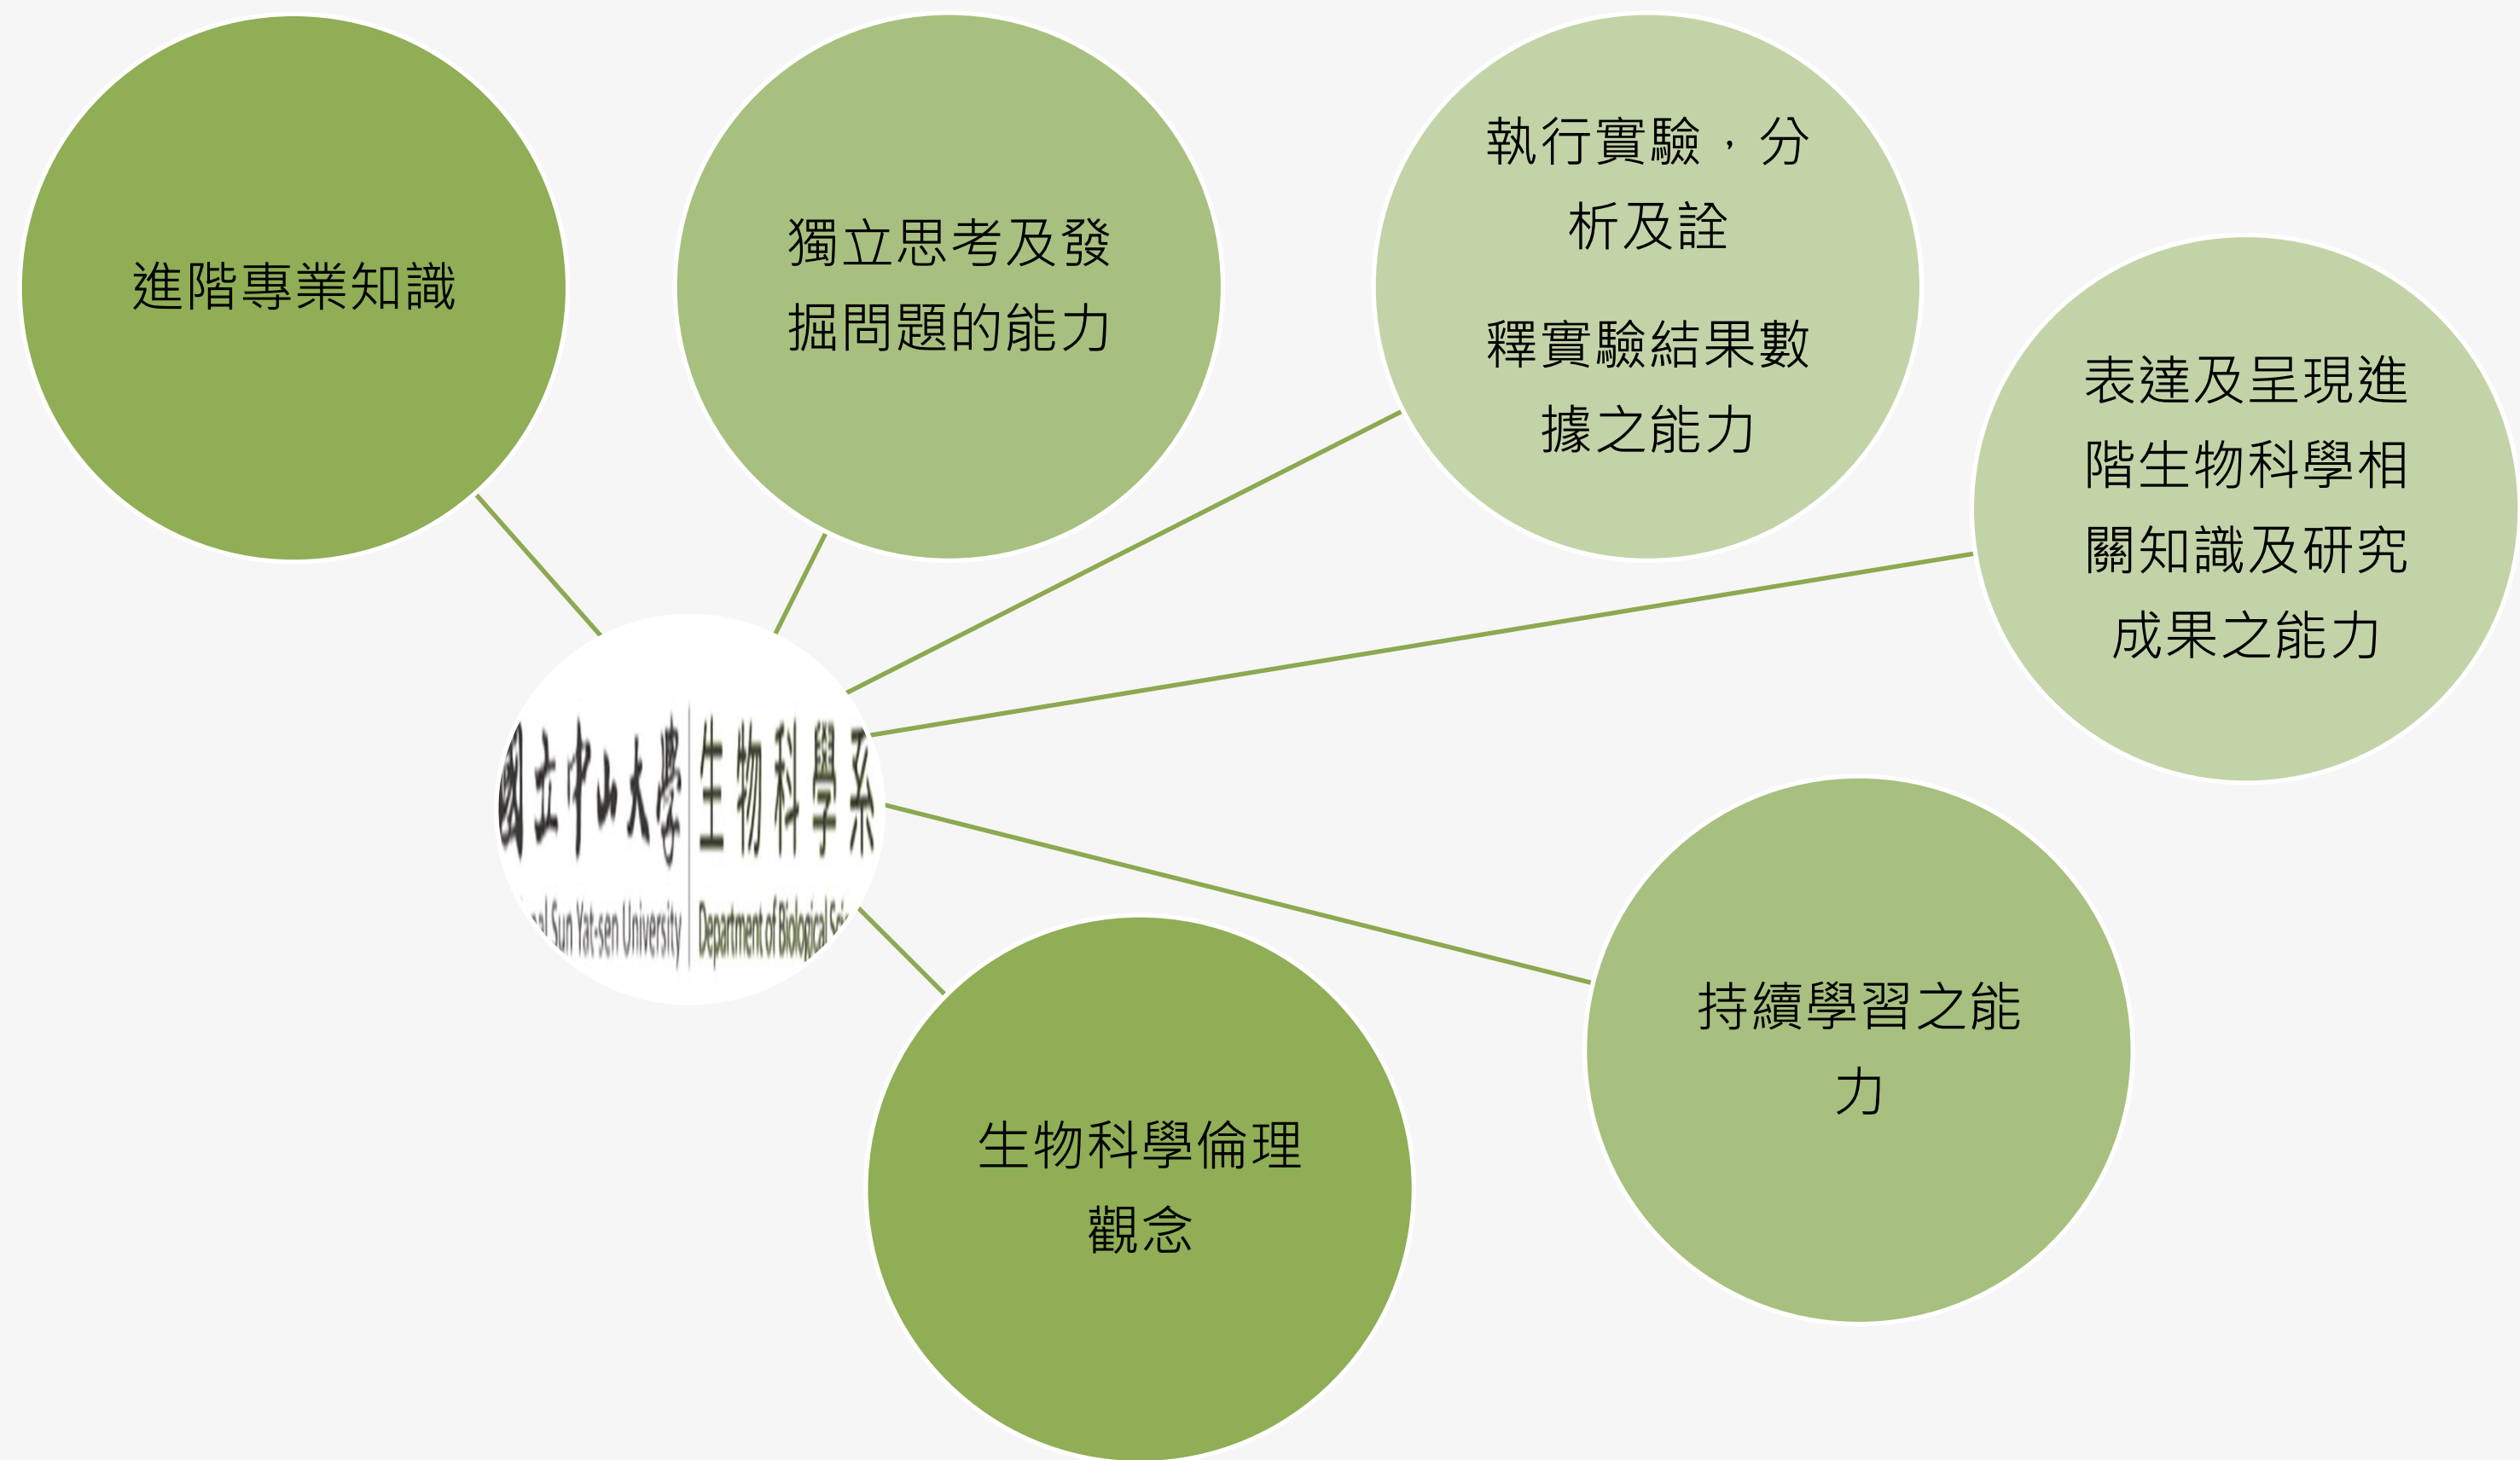 進階專業知識
獨立思考及發
掘問題的能力
執行實驗，分
析及詮
釋實驗結果數
據之能力
表達及呈現進
階生物科學相
關知識及研究
成果之能力
國立中山大學
生物科學系
Sun Yat-sen University
Department of Biological
持續學習之能
力
生物科學倫理
觀念